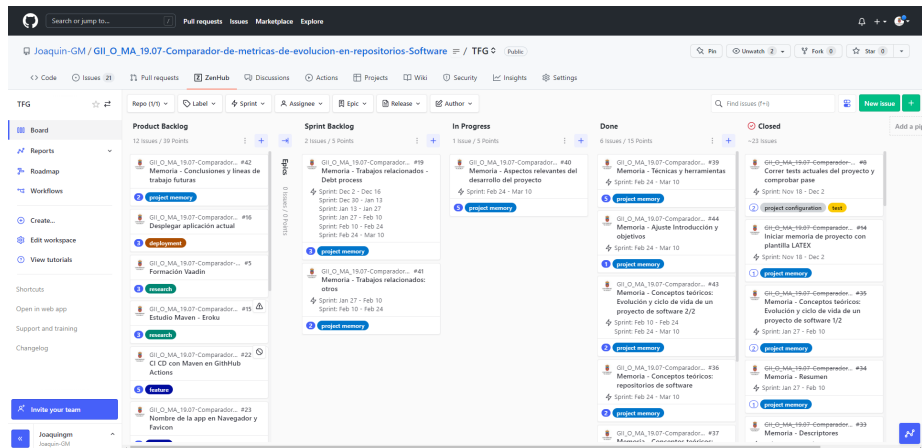 Search or jump to...
/
Pull requests Issues Marketplace Explore
Joaquin-GM / GII_O_MA_19.07-Comparador-de-metricas-de-evolucion-en-repositorios-Software = / TFG Public
Pin
Unwatch 2
Fork 0
Star 0
Code
Issues 21
Pull requests
ZenHub
Discussions
Actions
Projects
Wiki
Security
Insights
Settings
TFG
Repo (1/1)
Label
Sprint
Assignee
Epic
Release
Author
Find issues (f+i)
New issue
Board
Reports
Roadmap
Workflows
Create...
Edit workspace
View tutorials
Shortcuts
Open in web app
Support and training
Changelog
Invite your team
Joaquingm
Joaquin-GM
Product Backlog
12 Issues / 39 Points
GII_O_MA_19.07-Comparador... #42
Memoria - Conclusiones y líneas de
trabajo futuras
2 project memory
GII_O_MA_19.07-Comparador... #16
Desplegar aplicación actual
3 deployment
GII_O_MA_19.07-Comparador-... #5
Formación Vaadin
3 research
GII_O_MA_19.07-Comparador... #15
Estudio Maven - Eroku
3 research
GII_O_MA_19.07-Comparador... #22
CI CD con Maven en GithHub
Actions
5 feature
GII_O_MA_19.07-Comparador... #23
Nombre de la app en Navegador y
Favicon
Epics
0 Issues / 0 Points
Sprint Backlog
2 Issues / 5 Points
GII_O_MA_19.07-Comparador... #19
Memoria - Trabajos relacionados -
Debt process
Sprint: Dec 2 - Dec 16
Sprint: Dec 30 - Jan 13
Sprint: Jan 13 - Jan 27
Sprint: Jan 27 - Feb 10
Sprint: Feb 10 - Feb 24
Sprint: Feb 24 - Mar 10
3 project memory
GII_O_MA_19.07-Comparador... #41
Memoria - Trabajos relacionados:
otros
Sprint: Jan 27 - Feb 10
Sprint: Feb 10 - Feb 24
2 project memory
In Progress
1 Issue / 5 Points
GII_O_MA_19.07-Comparador... #40
Memoria - Aspectos relevantes del
desarrollo del proyecto
Sprint: Feb 24 - Mar 10
5 project memory
Done
6 Issues / 15 Points
GII_O_MA_19.07-Comparador... #39
Memoria - Técnicas y herramientas
Sprint: Feb 24 - Mar 10
5 project memory
GII_O_MA_19.07-Comparador... #44
Memoria - Ajuste Introducción y
objetivos
Sprint: Feb 24 - Mar 10
1 project memory
GII_O_MA_19.07-Comparador... #43
Memoria - Conceptos teóricos:
Evolución y ciclo de vida de un
proyecto de software 2/2
Sprint: Feb 10 - Feb 24
Sprint: Feb 24 - Mar 10
2 project memory
GII_O_MA_19.07-Comparador... #36
Memoria - Conceptos teóricos:
repositorios de software
Sprint: Feb 24 - Mar 10
2 project memory
GII_O_MA_19.07-Comparador... #37
Memoria - Conceptos teóricos:
Closed
~23 Issues
GII_O_MA_19.07-Comparador-... #8
Correr tests actuales del proyecto y
comprobar pase
Sprint: Nov 18 - Dec 2
2 project configuration test
GII_O_MA_19.07-Comparador... #14
Iniciar memoria de proyecto con
plantilla LATEX
Sprint: Nov 18 - Dec 2
1 project memory
GII_O_MA_19.07-Comparador... #35
Memoria - Conceptos teóricos:
Evolución y ciclo de vida de un
proyecto de software 1/2
Sprint: Jan 27 - Feb 10
2 project memory
GII_O_MA_19.07-Comparador... #34
Memoria - Resumen
Sprint: Jan 27 - Feb 10
1 project memory
GII_O_MA_19.07-Comparador... #33
Memoria - Descriptores
Add a pip